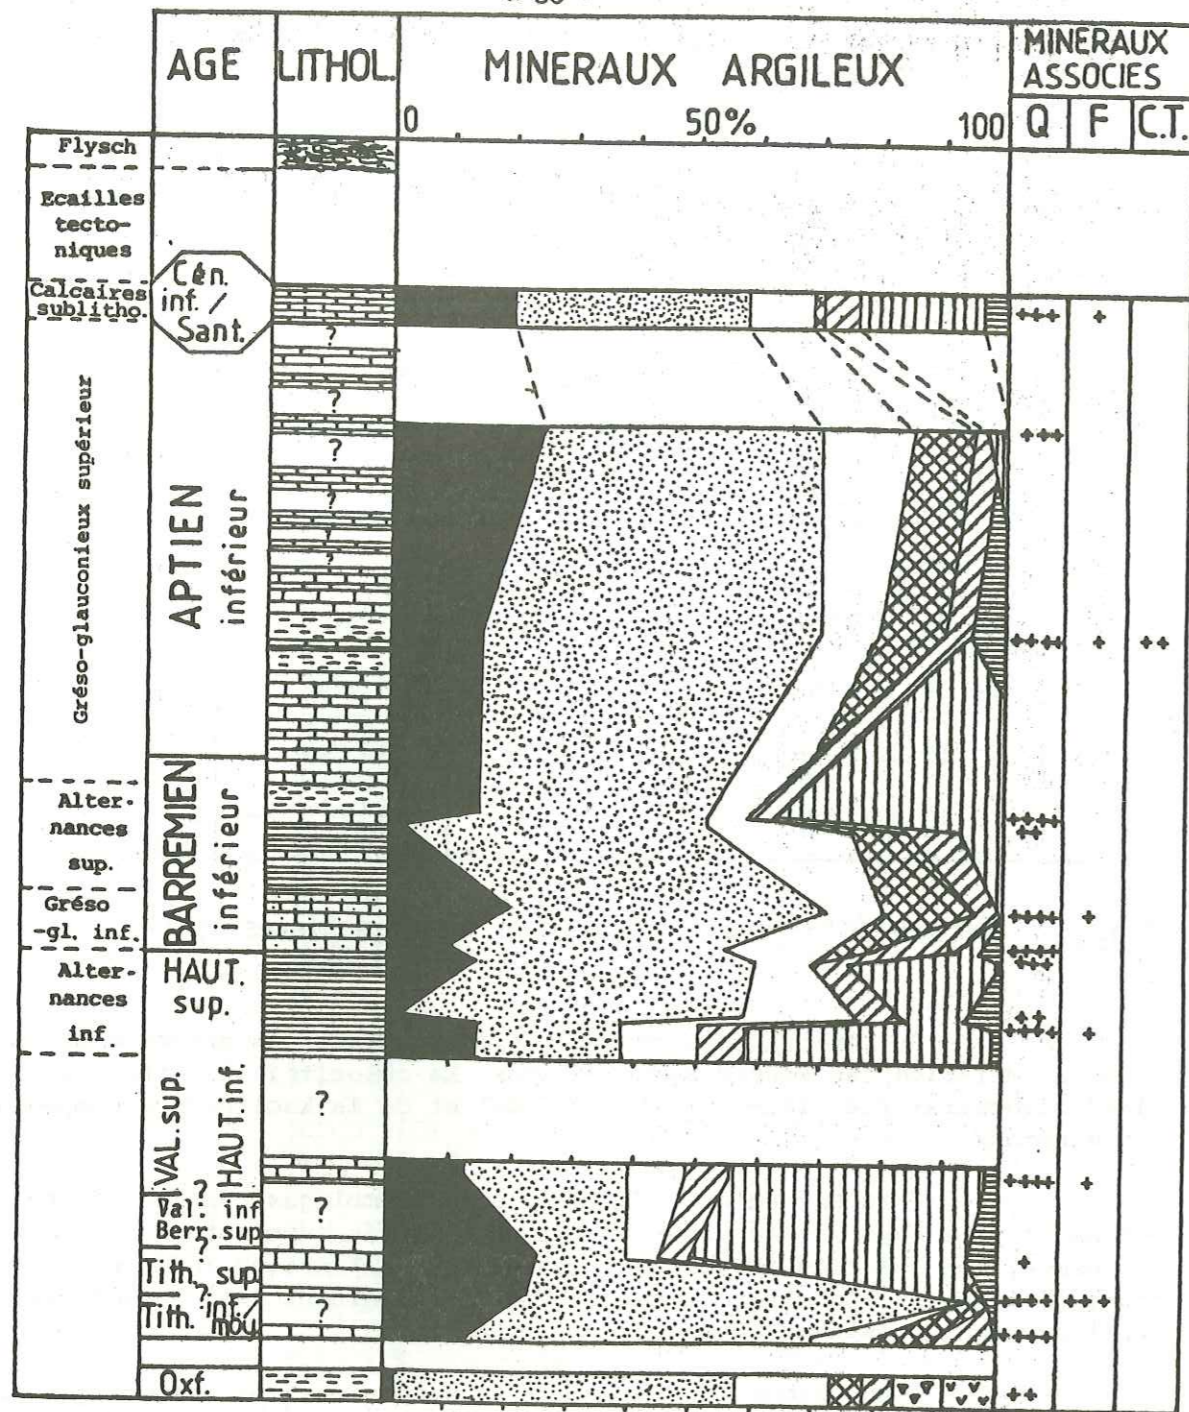 AGE
LITHOL.
MINERAUX ARGILEUX
MINERAUX
ASSOCIES
0
50%
100
Q
F
C.T.
Flysch
Ecailles
tecto-
niques
Calcaires
sublitho.
Cén.
inf. /
Sant.
?
?
?
?
?
?
Gréso-glauconieux supérieur
APTIEN
inférieur
Alter-
nances
sup.
BARREMIEN
inférieur
Gréso
-gl. inf.
Alter-
nances
inf.
HAUT.
sup.
VAL.sup.
HAUT.inf.
?
?
Val. inf
Berr. sup
?
?
Tith. sup.
?
Tith. inf./
moy
?
Oxf.
+++ +
+++
++++ + ++
++++
++
++++ +
++++
+++
++
++++ +
++++ +
+
++++ +++
++++
++